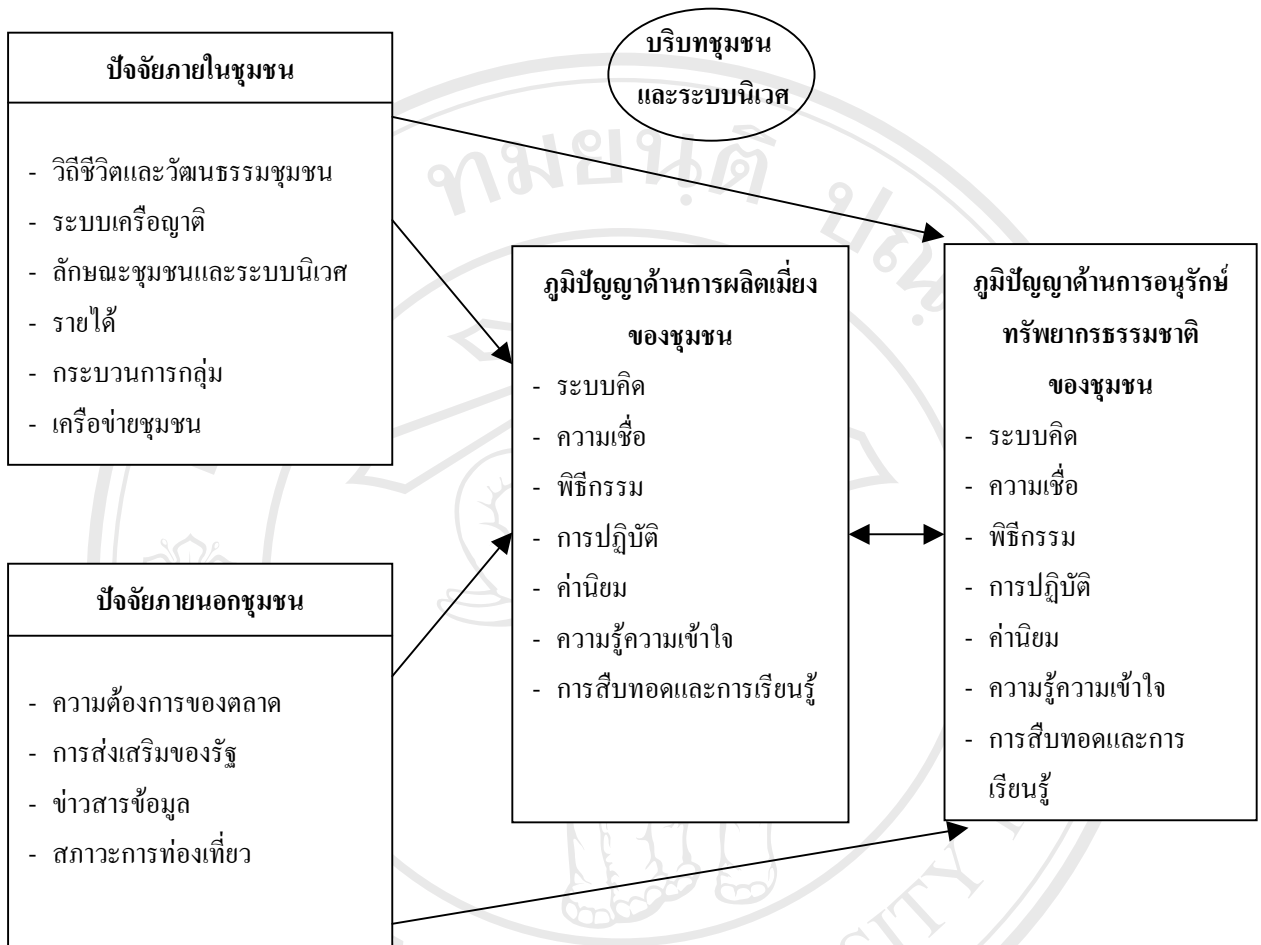 บริบทชุมชน
และระบบนิเวศ
ปัจจัยภายในชุมชน
- วิถีชีวิตและวัฒนธรรมชุมชน
- ระบบเครือญาติ
- ลักษณะชุมชนและระบบนิเวศ
- รายได้
- กระบวนการกลุ่ม
- เครือข่ายชุมชน
ปัจจัยภายนอกชุมชน
- ความต้องการของตลาด
- การส่งเสริมของรัฐ
- ข่าวสารข้อมูล
- สภาวะการท่องเที่ยว
ภูมิปัญญาด้านการผลิตเมี่ยง
ของชุมชน
- ระบบคิด
- ความเชื่อ
- พิธีกรรม
- การปฏิบัติ
- ค่านิยม
- ความรู้ความเข้าใจ
- การสืบทอดและการเรียนรู้
ภูมิปัญญาด้านการอนุรักษ์
ทรัพยากรธรรมชาติ
ของชุมชน
- ระบบคิด
- ความเชื่อ
- พิธีกรรม
- การปฏิบัติ
- ค่านิยม
- ความรู้ความเข้าใจ
- การสืบทอดและการ
เรียนรู้